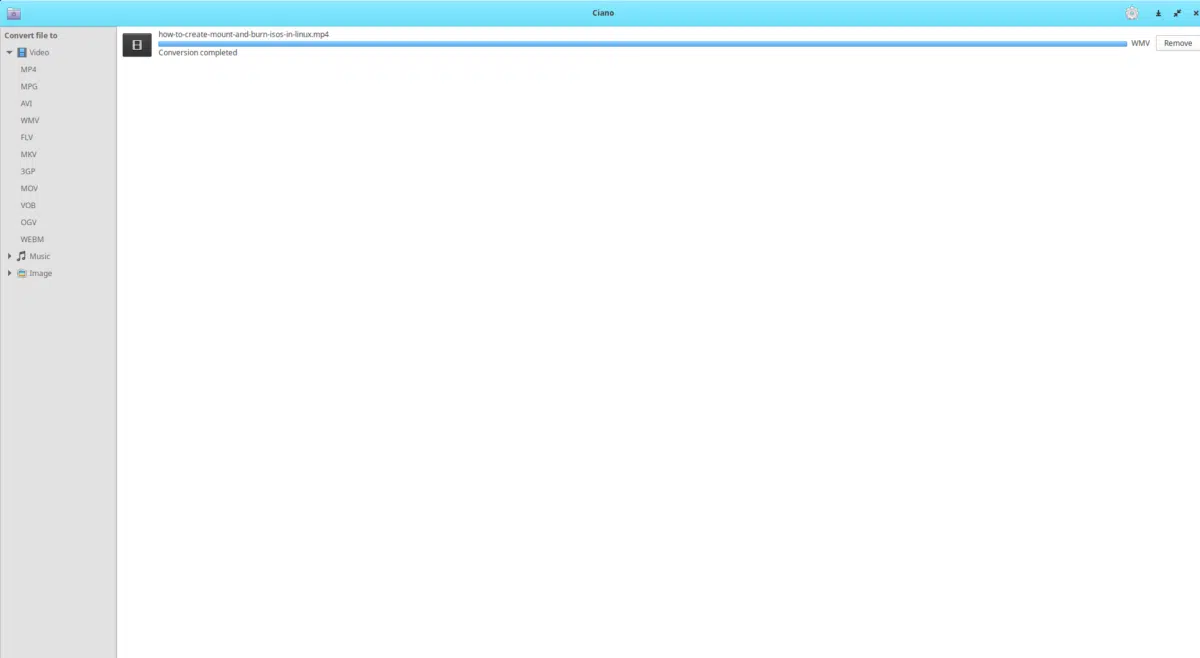 Ciano
Convert file to
Video
MP4
MPG
AVI
WMV
FLV
MKV
3GP
MOV
VOB
OGV
WEBM
Music
Image
how-to-create-mount-and-burn-isos-in-linux.mp4
WMV
Remove
Conversion completed